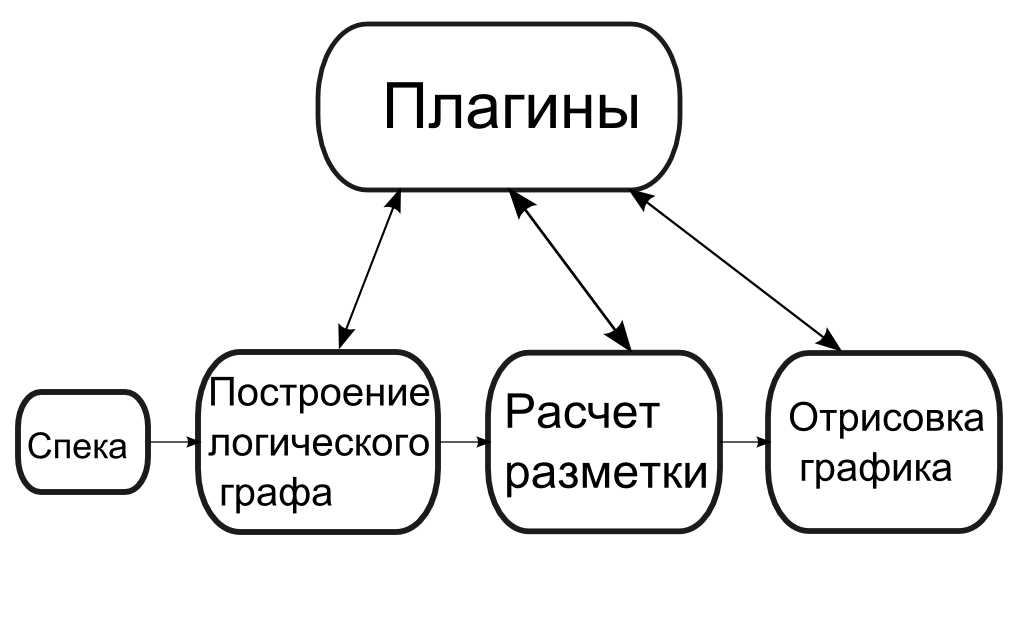 Плагины
Спека
Построение
логического
графа
Расчет
разметки
Отрисовка
графика